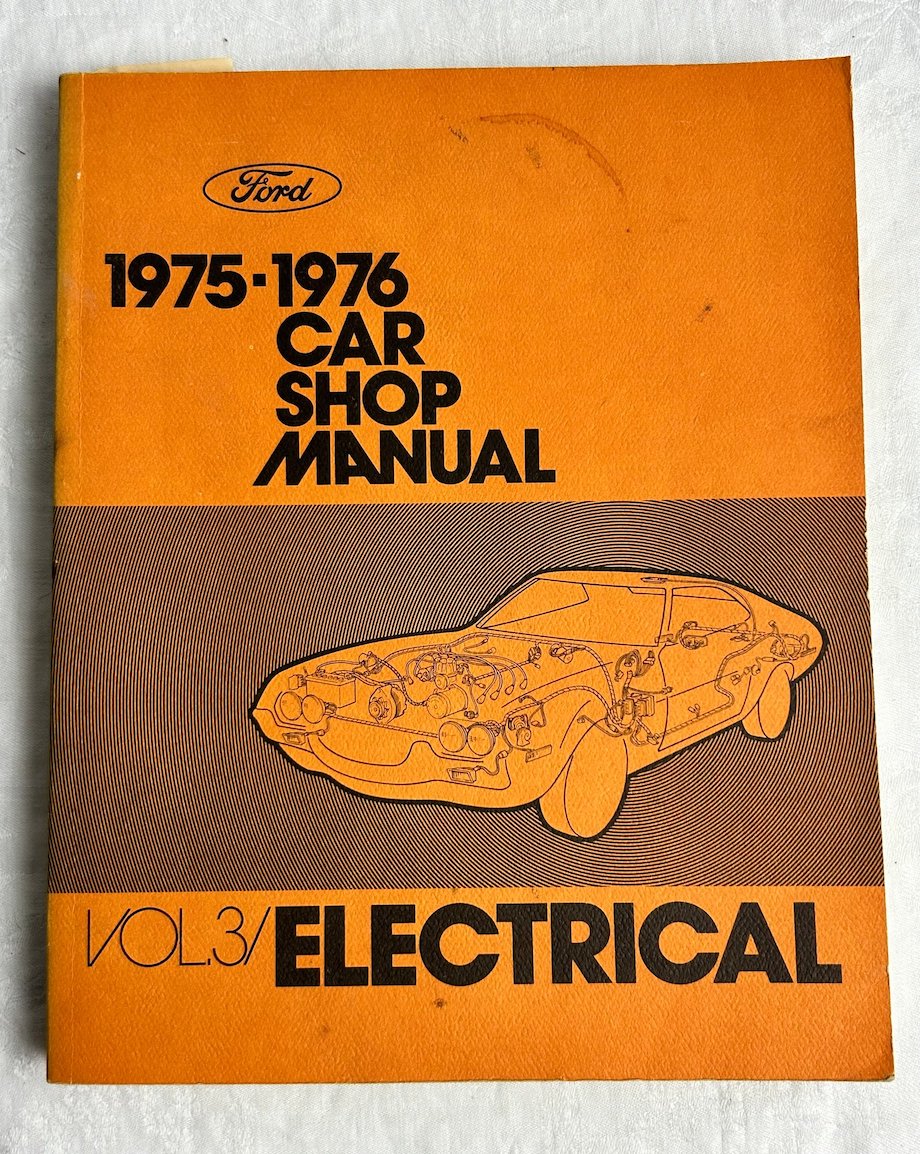 Ford
1975-1976
CAR
SHOP
MANUAL
VOL.3/ELECTRICAL